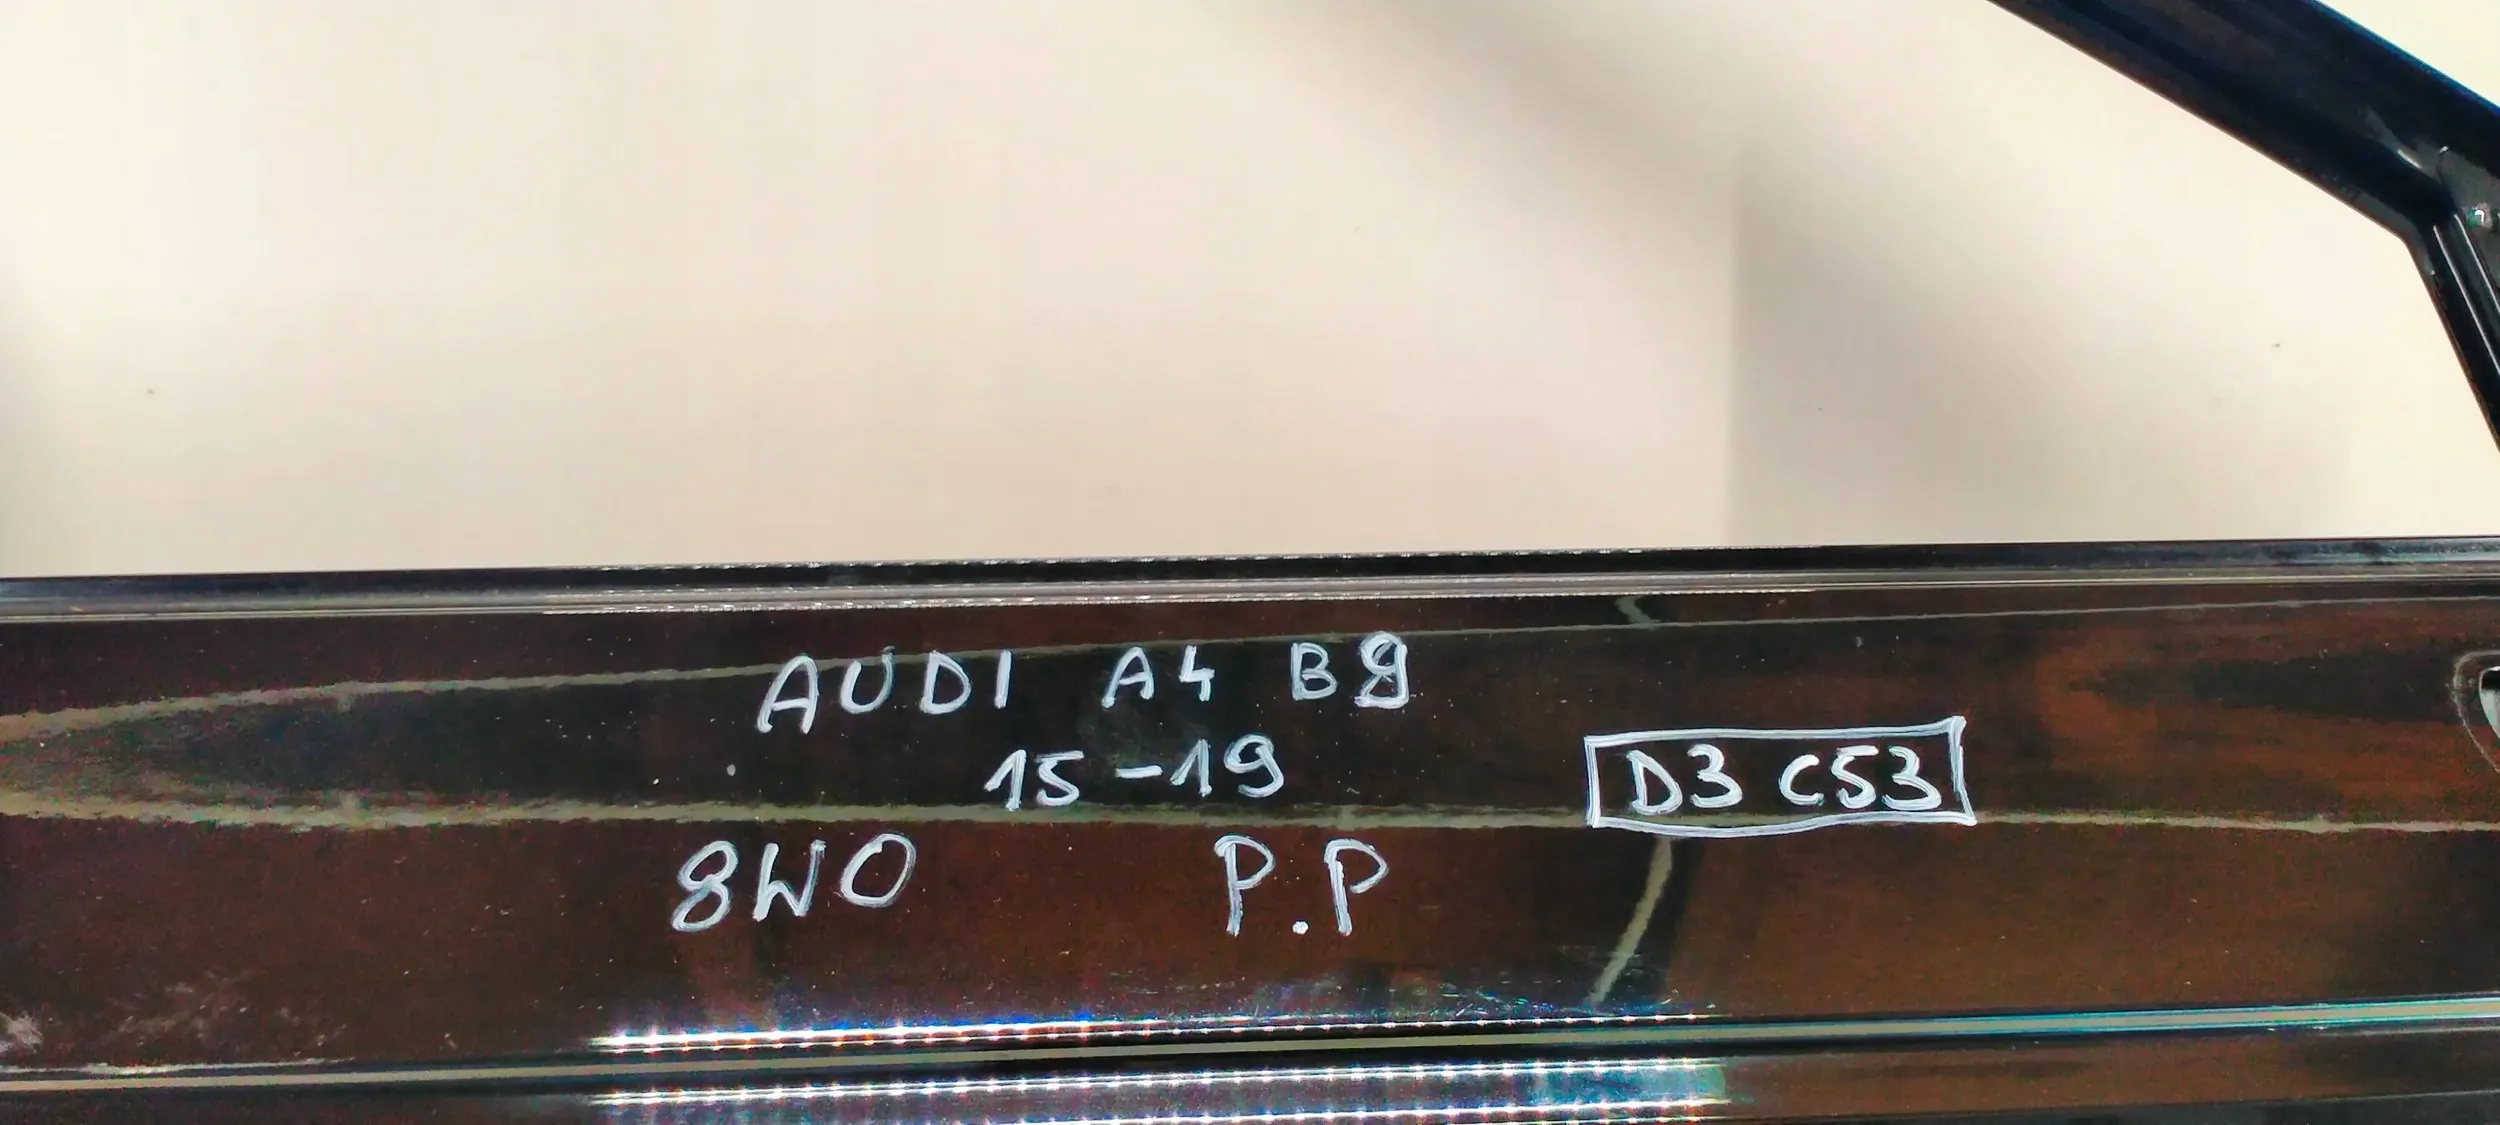 AUDI A4 B9
15-19
D3 C53
8W0 P.P